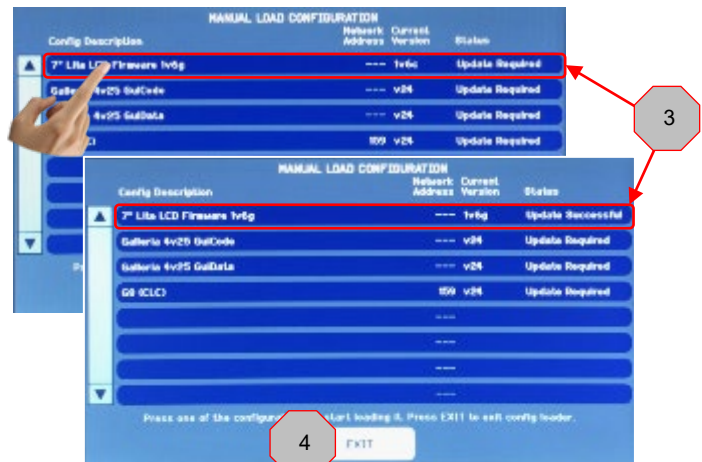 MANUAL LOAD CONFIGURATION
Config Description Network Address Current Version Status
7" Lite LCD Firmware 1v6g --- 1v6c Update Required
4v25 GuiCode --- v24 Update Required
4v25 GuiData --- v24 Update Required
159 v24 Update Required
3
MANUAL LOAD CONFIGURATION
Config Description Network Address Current Version Status
7" Lite LCD Firmware 1v6g --- 1v6g Update Successful
Galleria 4v25 GuiCode --- v24 Update Required
Galleria 4v25 GuiData --- v24 Update Required
G8 (CLC) 159 v24 Update Required
---
---
---
---
Press one of the start loading it. Press EXIT to exit config loader.
4 EXIT